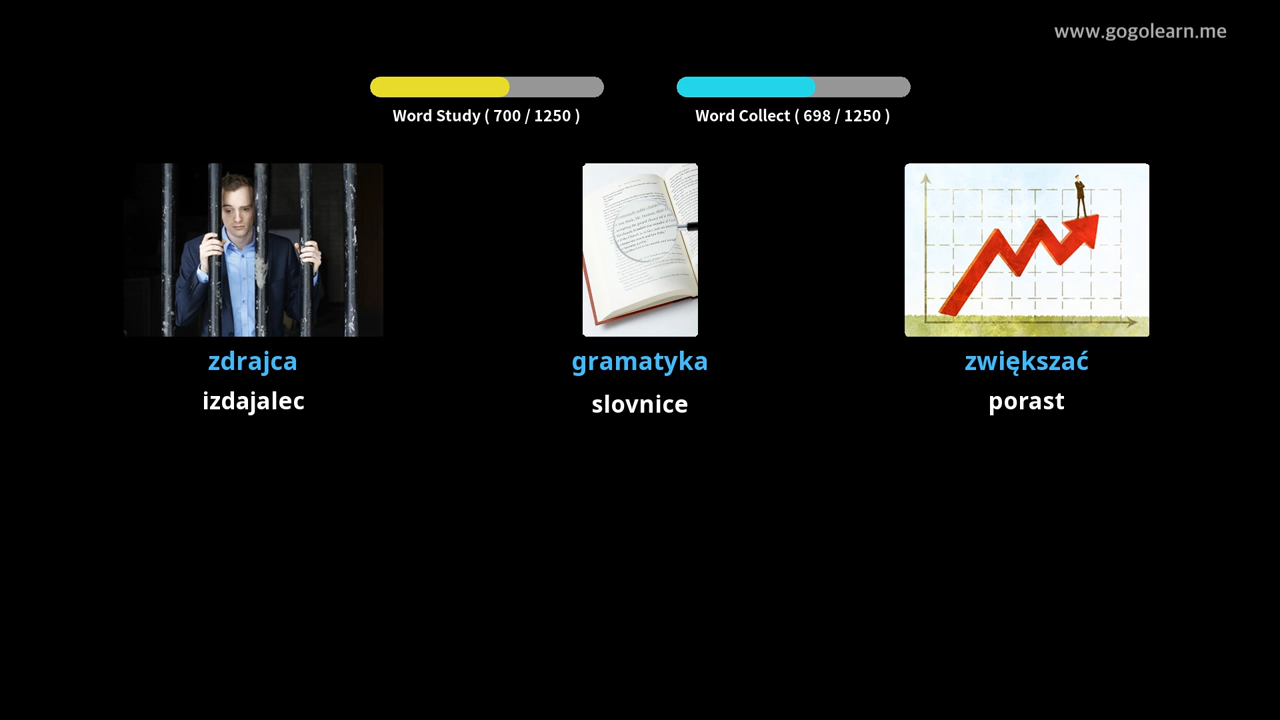 www.gogolearn.me
Word Study ( 700 / 1250 )
Word Collect ( 698 / 1250 )
zdrajca
gramatyka
zwiększać
izdajalec
slovnice
porast